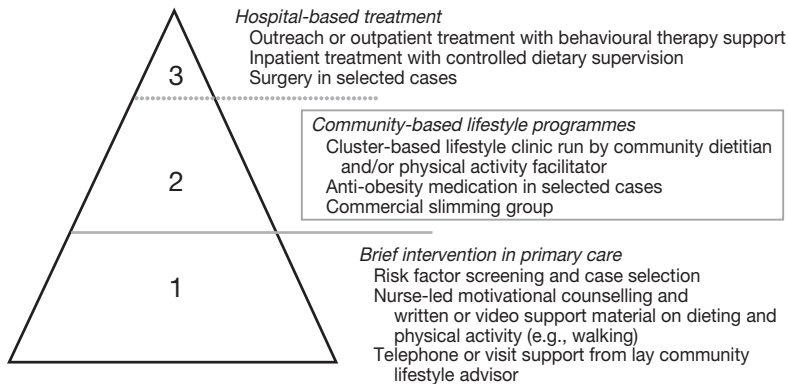 Hospital-based treatment
Outreach or outpatient treatment with behavioural therapy support
Inpatient treatment with controlled dietary supervision
Surgery in selected cases
3
Community-based lifestyle programmes
Cluster-based lifestyle clinic run by community dietitian
and/or physical activity facilitator
Anti-obesity medication in selected cases
Commercial slimming group
2
Brief intervention in primary care
Risk factor screening and case selection
Nurse-led motivational counselling and
written or video support material on dieting and
physical activity (e.g., walking)
Telephone or visit support from lay community
lifestyle advisor
1